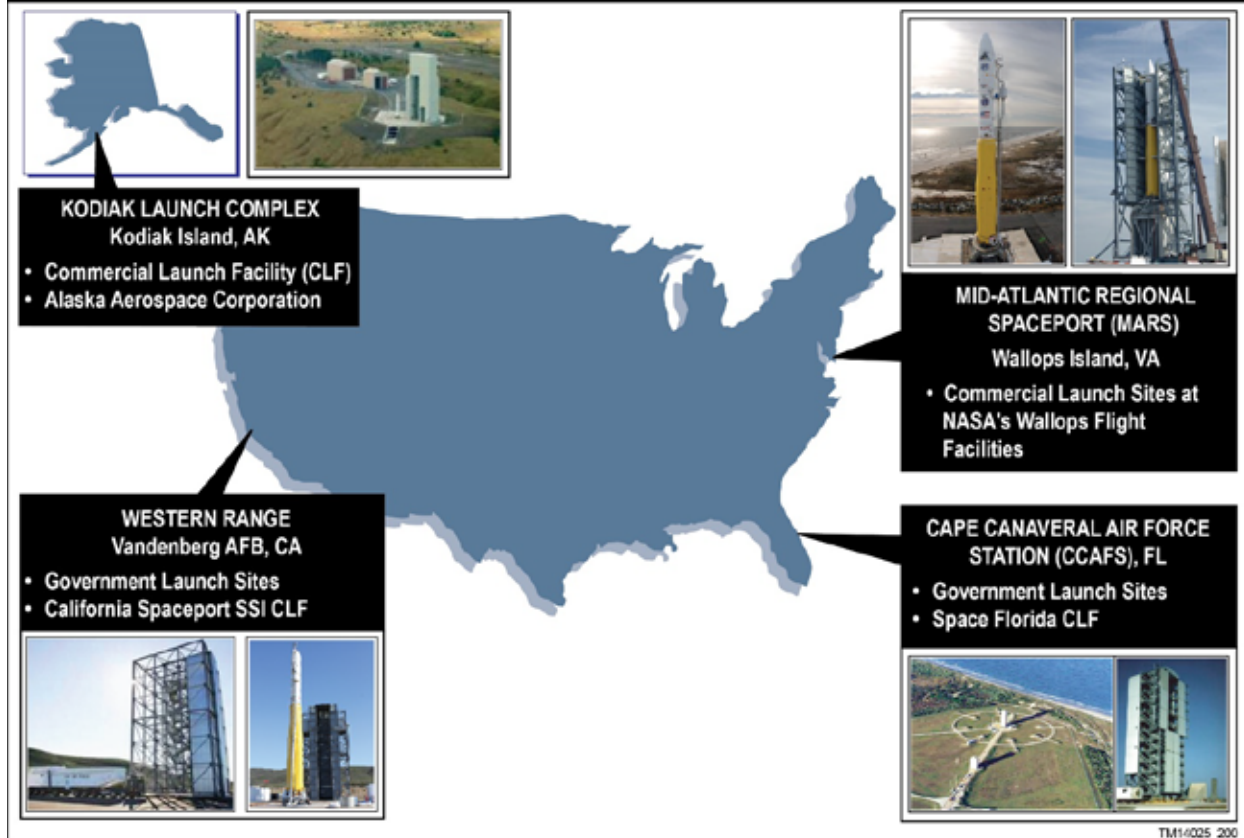 KODIAK LAUNCH COMPLEX
Kodiak Island, AK
• Commercial Launch Facility (CLF)
• Alaska Aerospace Corporation
MID-ATLANTIC REGIONAL
SPACEPORT (MARS)
Wallops Island, VA
• Commercial Launch Sites at
NASA's Wallops Flight
Facilities
WESTERN RANGE
Vandenberg AFB, CA
• Government Launch Sites
• California Spaceport SSI CLF
CAPE CANAVERAL AIR FORCE
STATION (CCAFS), FL
• Government Launch Sites
• Space Florida CLF
TM14025_200